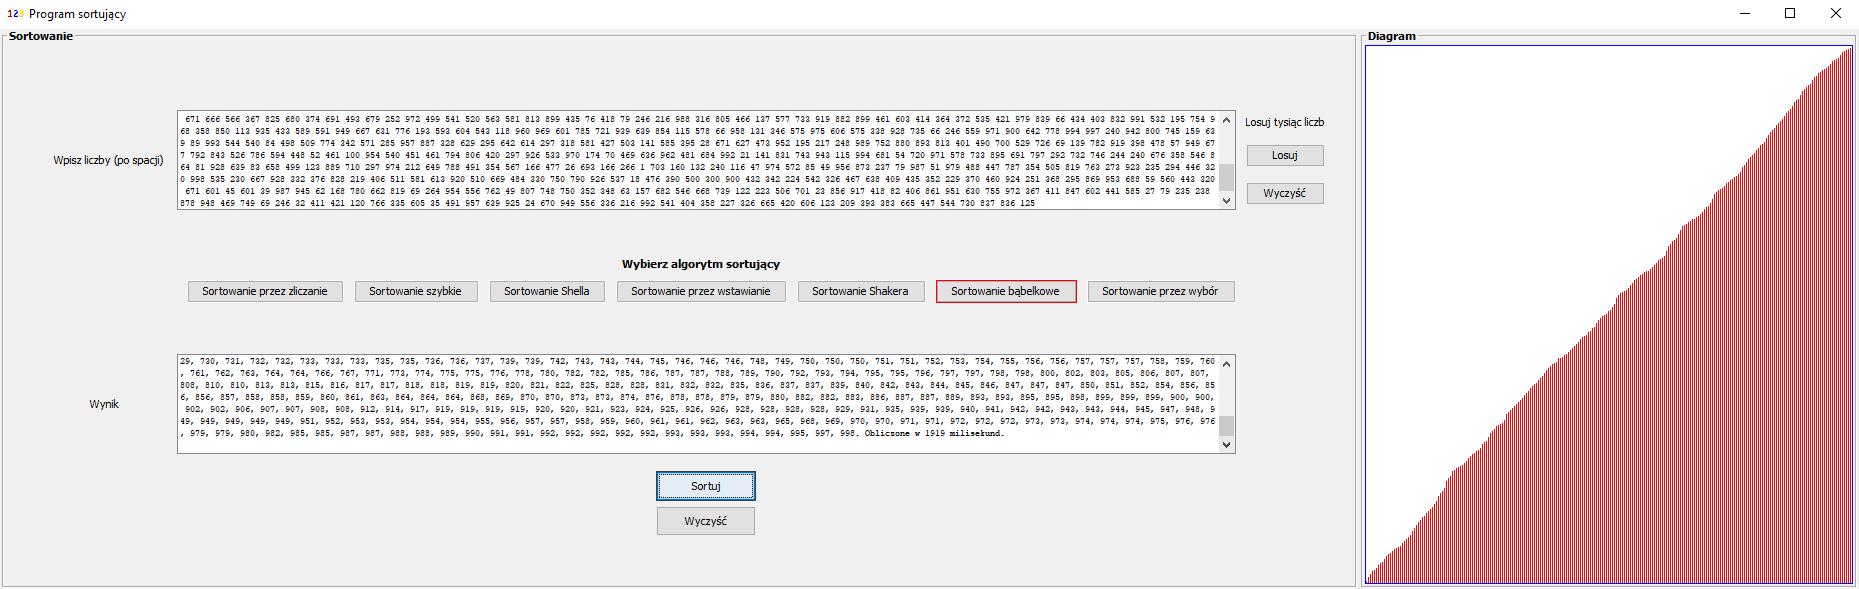 123 Program sortujący
Sortowanie
Diagram
671 666 566 367 825 680 374 691 493 679 252 972 499 541 520 563 581 813 899 435 76 418 79 246 216 988 316 805 466 137 577 733 919 882 899 461 603 414 364 372 535 421 979 839 66 434 403 832 991 532 195 754 9
68 358 850 113 935 433 589 591 949 667 631 776 193 593 604 543 118 960 969 601 785 721 939 639 854 115 578 66 958 131 346 575 975 606 575 338 928 735 66 246 559 971 900 642 778 994 997 240 942 800 745 159 63
9 89 993 544 540 84 498 509 774 342 571 285 957 887 328 629 295 642 614 297 318 581 427 503 141 585 395 28 671 627 473 952 195 217 248 989 752 880 893 813 401 490 700 529 726 69 139 782 919 398 478 57 949 67
7 792 843 526 786 594 448 52 461 100 954 540 451 461 794 806 420 297 926 533 970 174 70 469 636 962 481 684 992 21 141 831 743 943 115 994 681 54 720 971 578 733 895 691 797 292 732 746 244 240 676 358 546 8
64 81 928 639 83 658 499 123 889 710 297 974 212 649 788 491 354 567 166 477 26 693 166 266 1 703 160 132 240 116 47 974 572 85 49 956 873 237 79 987 51 979 488 447 787 354 505 819 763 273 923 235 294 446 32
0 998 535 230 667 928 332 376 828 219 406 511 581 613 920 510 669 484 330 750 790 926 537 18 476 390 500 300 900 432 342 224 542 326 467 638 409 435 352 229 370 460 924 251 368 295 869 953 688 59 560 443 320
671 601 45 601 39 987 945 62 168 780 662 819 69 264 954 556 762 49 807 748 750 352 348 63 157 682 546 668 739 122 223 506 701 23 856 917 418 82 406 861 951 630 755 972 367 411 847 602 441 585 27 79 235 238
878 948 469 749 69 246 32 411 421 120 766 335 605 35 491 957 639 925 24 670 949 556 336 216 992 541 404 358 227 326 665 420 606 123 209 393 383 665 447 544 730 837 836 125
Wpisz liczby (po spacji)
Losuj tysiąc liczb
Losuj
Wyczyść
Wybierz algorytm sortujący
Sortowanie przez zliczanie
Sortowanie szybkie
Sortowanie Shella
Sortowanie przez wstawianie
Sortowanie Shakera
Sortowanie bąbelkowe
Sortowanie przez wybór
29, 730, 731, 732, 732, 733, 733, 733, 735, 735, 736, 736, 737, 739, 739, 742, 743, 743, 744, 745, 746, 746, 746, 748, 749, 750, 750, 750, 751, 751, 752, 753, 754, 755, 756, 756, 757, 757, 757, 758, 759, 760
, 761, 762, 763, 764, 764, 766, 767, 771, 773, 774, 775, 775, 776, 778, 780, 782, 782, 785, 786, 787, 787, 788, 789, 790, 792, 793, 794, 795, 795, 796, 797, 797, 798, 798, 800, 802, 803, 805, 806, 807, 807,
808, 810, 810, 813, 813, 815, 816, 817, 817, 818, 818, 819, 819, 820, 821, 822, 825, 828, 828, 831, 832, 832, 835, 836, 837, 837, 839, 840, 842, 843, 844, 845, 846, 847, 847, 847, 850, 851, 852, 854, 856, 85
6, 856, 857, 858, 858, 859, 860, 861, 863, 864, 864, 864, 868, 869, 870, 870, 873, 873, 874, 876, 878, 878, 879, 879, 880, 882, 882, 883, 886, 887, 887, 889, 893, 893, 895, 895, 898, 899, 899, 899, 900, 900,
902, 902, 906, 907, 907, 908, 908, 912, 914, 917, 919, 919, 919, 919, 920, 920, 921, 923, 924, 925, 926, 926, 928, 928, 928, 928, 929, 931, 935, 939, 939, 940, 941, 942, 942, 943, 943, 944, 945, 947, 948, 9
49, 949, 949, 949, 949, 951, 952, 953, 953, 954, 954, 954, 954, 955, 956, 957, 957, 958, 959, 960, 961, 961, 962, 963, 963, 965, 968, 969, 970, 970, 971, 971, 972, 972, 972, 973, 973, 974, 974, 974, 975, 976, 976
, 979, 979, 980, 982, 985, 985, 987, 987, 988, 988, 989, 990, 991, 991, 992, 992, 992, 992, 992, 993, 993, 993, 994, 994, 995, 997, 998. Obliczone w 1919 milisekund.
Wynik
Sortuj
Wyczyść